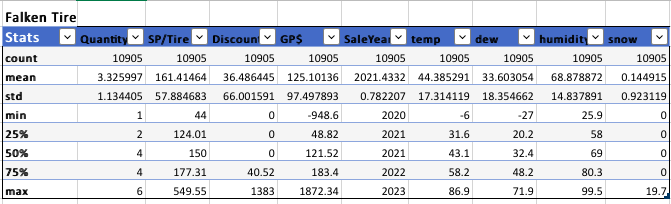 Falken Tire
Stats Quantity SP/Tire Discount GP$ SaleYear temp dew humidity snow
count 10905 10905 10905 10905 10905 10905 10905 10905 10905
mean 3.325997 161.41464 36.486445 125.10136 2021.4332 44.385291 33.603054 68.878872 0.144915
std 1.134405 57.884683 66.001591 97.497893 0.782207 17.314119 18.354662 14.837891 0.923119
min 1 44 0 -948.6 2020 -6 -27 25.9 0
25% 2 124.01 0 48.82 2021 31.6 20.2 58 0
50% 4 150 0 121.52 2021 43.1 32.4 69 0
75% 4 177.31 40.52 183.4 2022 58.2 48.2 80.3 0
max 6 549.55 1383 1872.34 2023 86.9 71.9 99.5 19.7